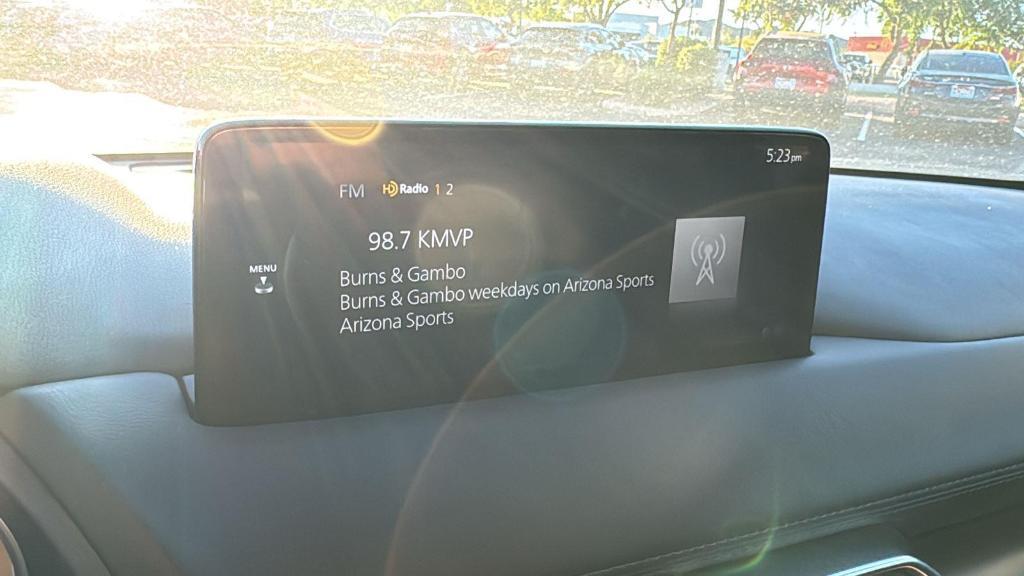 5:23pm
FM HD Radio 1 2
98.7 KMVP
MENU
Burns & Gambo
Burns & Gambo weekdays on Arizona Sports
Arizona Sports